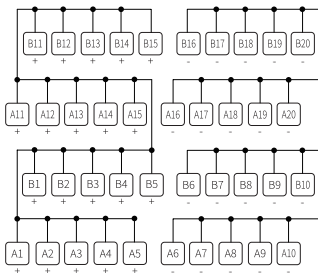 B11 B12 B13 B14 B15 B16 B17 B18 B19 B20
+ + + + + - - - - -
A11 A12 A13 A14 A15 A16 A17 A18 A19 A20
+ + + + + - - - - -
B1 B2 B3 B4 B5 B6 B7 B8 B9 B10
+ + + + + - - - - -
A1 A2 A3 A4 A5 A6 A7 A8 A9 A10
+ + + + + - - - - -